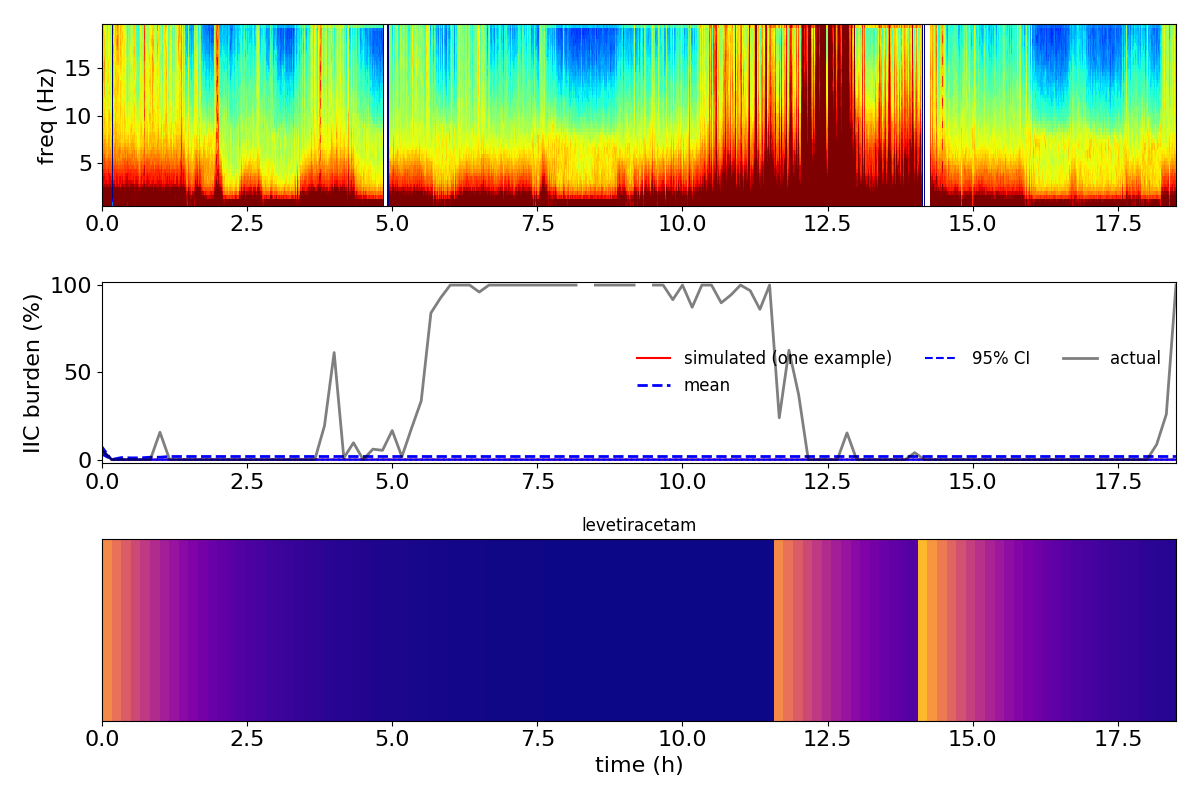 freq (Hz)
15
10
5
0.0 2.5 5.0 7.5 10.0 12.5 15.0 17.5
IIC burden (%)
100
50
0
simulated (one example) 95% CI actual
mean
0.0 2.5 5.0 7.5 10.0 12.5 15.0 17.5
levetiracetam
0.0 2.5 5.0 7.5 10.0 12.5 15.0 17.5
time (h)